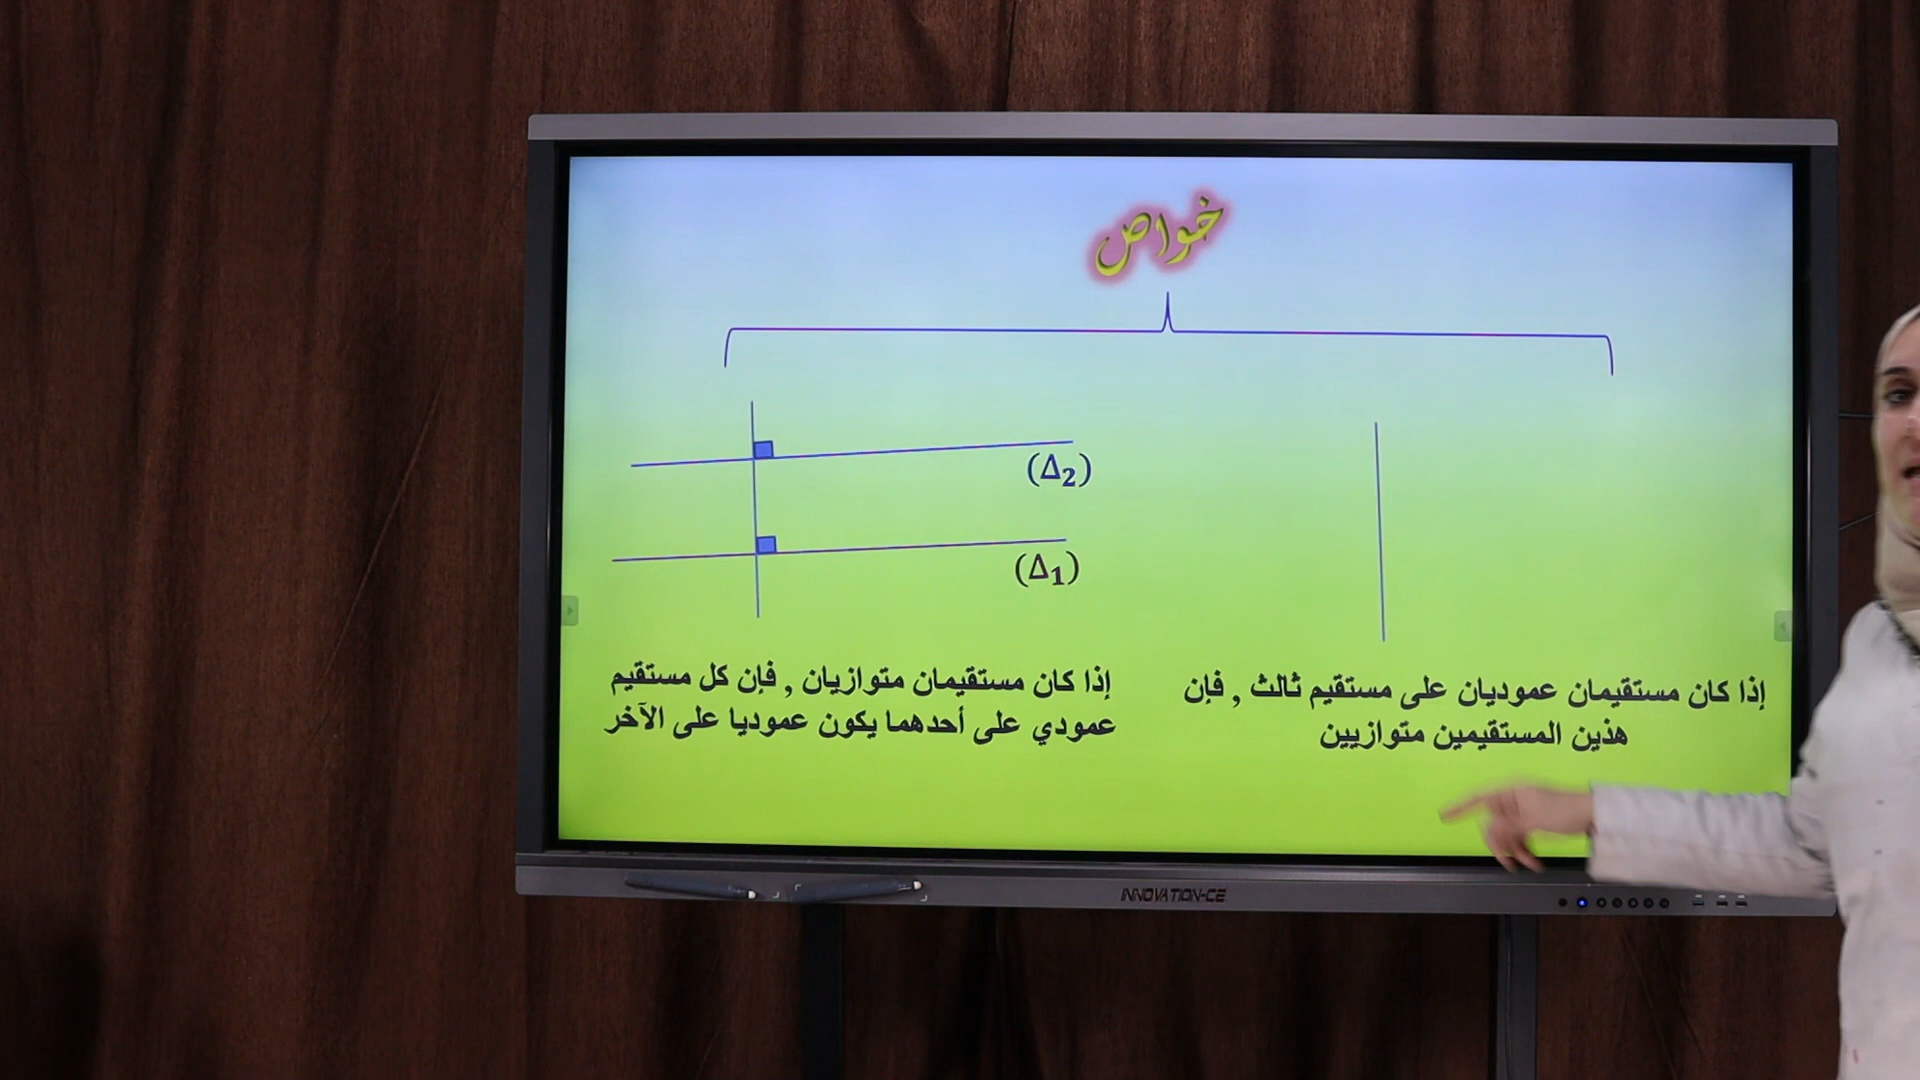 خواص
(Δ₂)
(Δ₁)
إذا كان مستقيمان عموديان على مستقيم ثالث , فإن
هذين المستقيمين متوازيين
إذا كان مستقيمان متوازيان , فإن كل مستقيم
عمودي على أحدهما يكون عموديا على الآخر
INNOVATION-CE